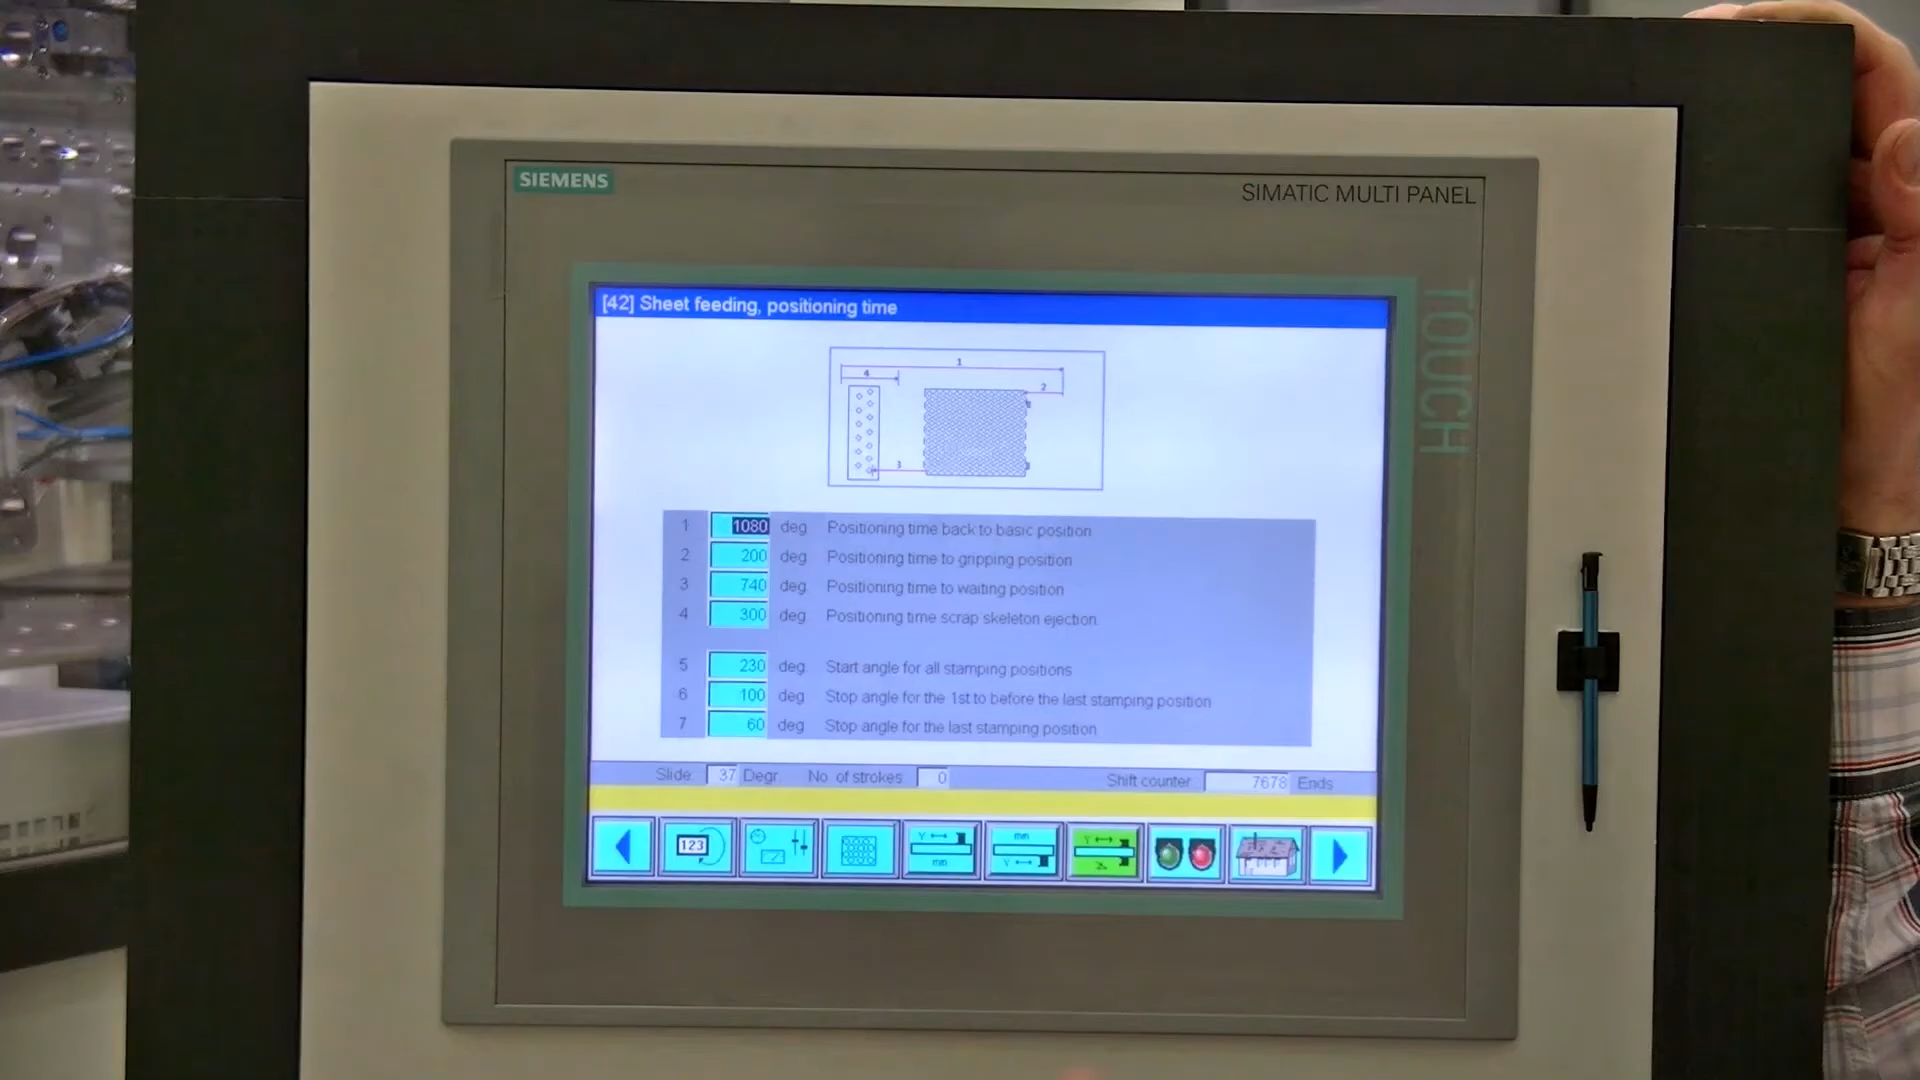 SIEMENS
SIMATIC MULTI PANEL
TOUCH
[42] Sheet feeding, positioning time
1
4
2
3
1 1080 deg Positioning time back to basic position
2 200 deg Positioning time to gripping position
3 740 deg. Positioning time to waiting position
4 300 deg. Positioning time scrap skeleton ejection
5 230 deg. Start angle for all stamping positions
6 100 deg Stop angle for the 1st to before the last stamping position
7 60 deg Stop angle for the last stamping position
Slide: 37 Degr. No. of strokes 0 Shift counter 7678 Ends
123
Y mm
mm Y
Y